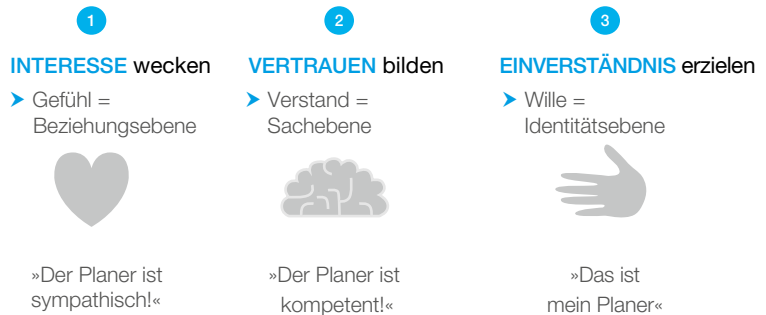 1
INTERESSE wecken
➤ Gefühl =
Beziehungsebene
»Der Planer ist
sympathisch!«
2
VERTRAUEN bilden
➤ Verstand =
Sachebene
»Der Planer ist
kompetent!«
3
EINVERSTÄNDNIS erzielen
➤ Wille =
Identitätsebene
»Das ist
mein Planer«